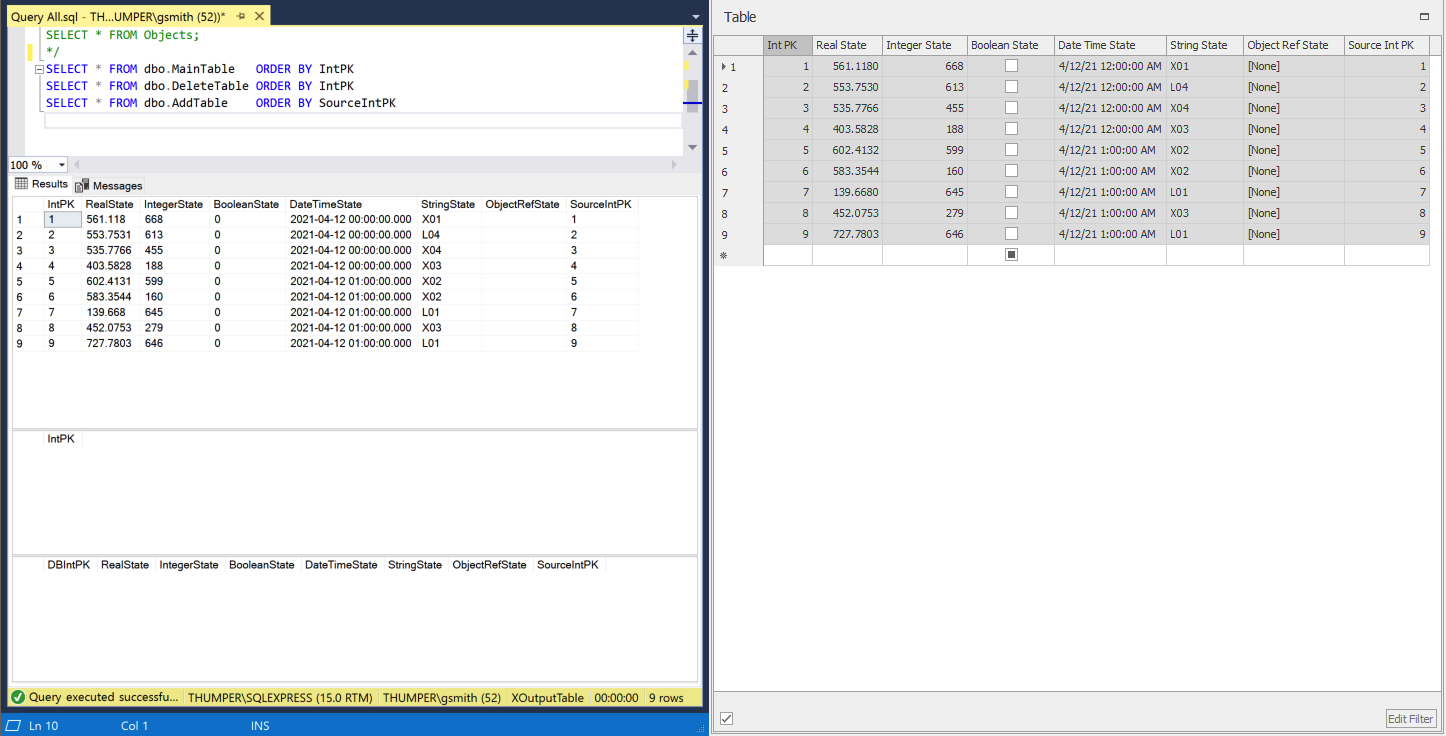 Query All.sql - TH...UMPER\gsmith (52))*
SELECT * FROM Objects;
*/
SELECT * FROM dbo.MainTable ORDER BY IntPK
SELECT * FROM dbo.DeleteTable ORDER BY IntPK
SELECT * FROM dbo.AddTable ORDER BY SourceIntPK
100 %
Results Messages
IntPK RealState IntegerState BooleanState DateTimeState StringState ObjectRefState SourceIntPK
1 1 561.118 668 0 2021-04-12 00:00:00.000 X01 1
2 2 553.7531 613 0 2021-04-12 00:00:00.000 L04 2
3 3 535.7766 455 0 2021-04-12 00:00:00.000 X04 3
4 4 403.5828 188 0 2021-04-12 00:00:00.000 X03 4
5 5 602.4131 599 0 2021-04-12 01:00:00.000 X02 5
6 6 583.3544 160 0 2021-04-12 01:00:00.000 X02 6
7 7 139.668 645 0 2021-04-12 01:00:00.000 L01 7
8 8 452.0753 279 0 2021-04-12 01:00:00.000 X03 8
9 9 727.7803 646 0 2021-04-12 01:00:00.000 L01 9
IntPK
DBIntPK RealState IntegerState BooleanState DateTimeState StringState ObjectRefState SourceIntPK
Query executed successfu... THUMPER\SQLEXPRESS (15.0 RTM) THUMPER\gsmith (52) XOutputTable 00:00:00 9 rows
Ln 10 Col 1 INS
Table
Int PK Real State Integer State Boolean State Date Time State String State Object Ref State Source Int PK
1 1 561.1180 668 4/12/21 12:00:00 AM X01 [None] 1
2 2 553.7530 613 4/12/21 12:00:00 AM L04 [None] 2
3 3 535.7766 455 4/12/21 12:00:00 AM X04 [None] 3
4 4 403.5828 188 4/12/21 12:00:00 AM X03 [None] 4
5 5 602.4132 599 4/12/21 1:00:00 AM X02 [None] 5
6 6 583.3544 160 4/12/21 1:00:00 AM X02 [None] 6
7 7 139.6680 645 4/12/21 1:00:00 AM L01 [None] 7
8 8 452.0753 279 4/12/21 1:00:00 AM X03 [None] 8
9 9 727.7803 646 4/12/21 1:00:00 AM L01 [None] 9
Edit Filter